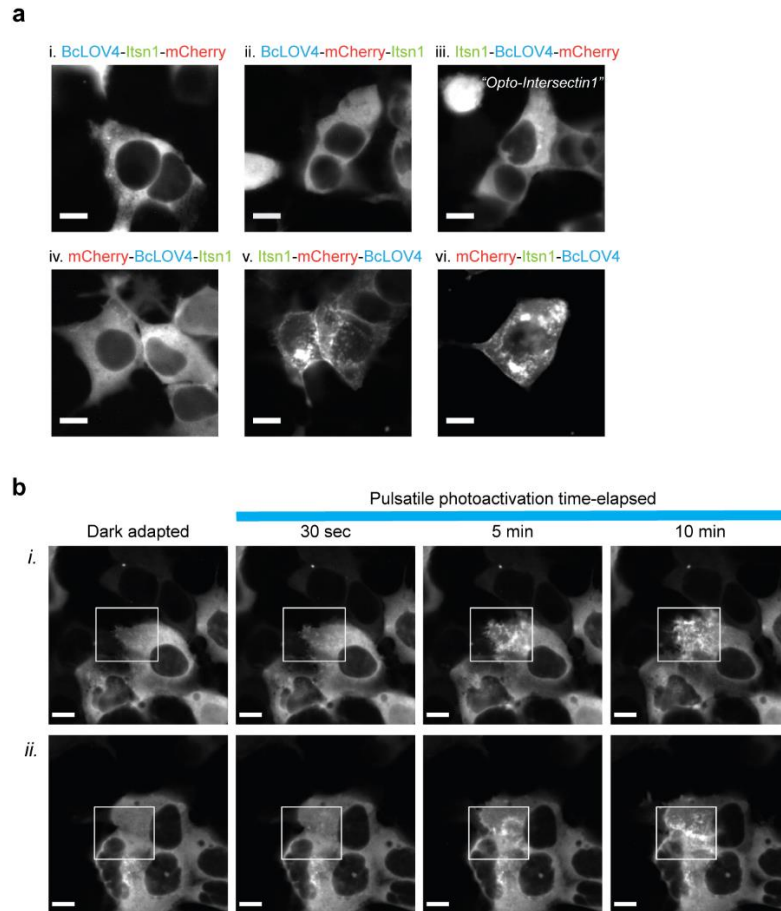 a
i. BcLOV4-Itsn1-mCherry
ii. BcLOV4-mCherry-Itsn1
iii. Itsn1-BcLOV4-mCherry
"Opto-Intersectin1"
iv. mCherry-BcLOV4-Itsn1
v. Itsn1-mCherry-BcLOV4
vi. mCherry-Itsn1-BcLOV4
b
Pulsatile photoactivation time-elapsed
Dark adapted
30 sec
5 min
10 min
i.
ii.